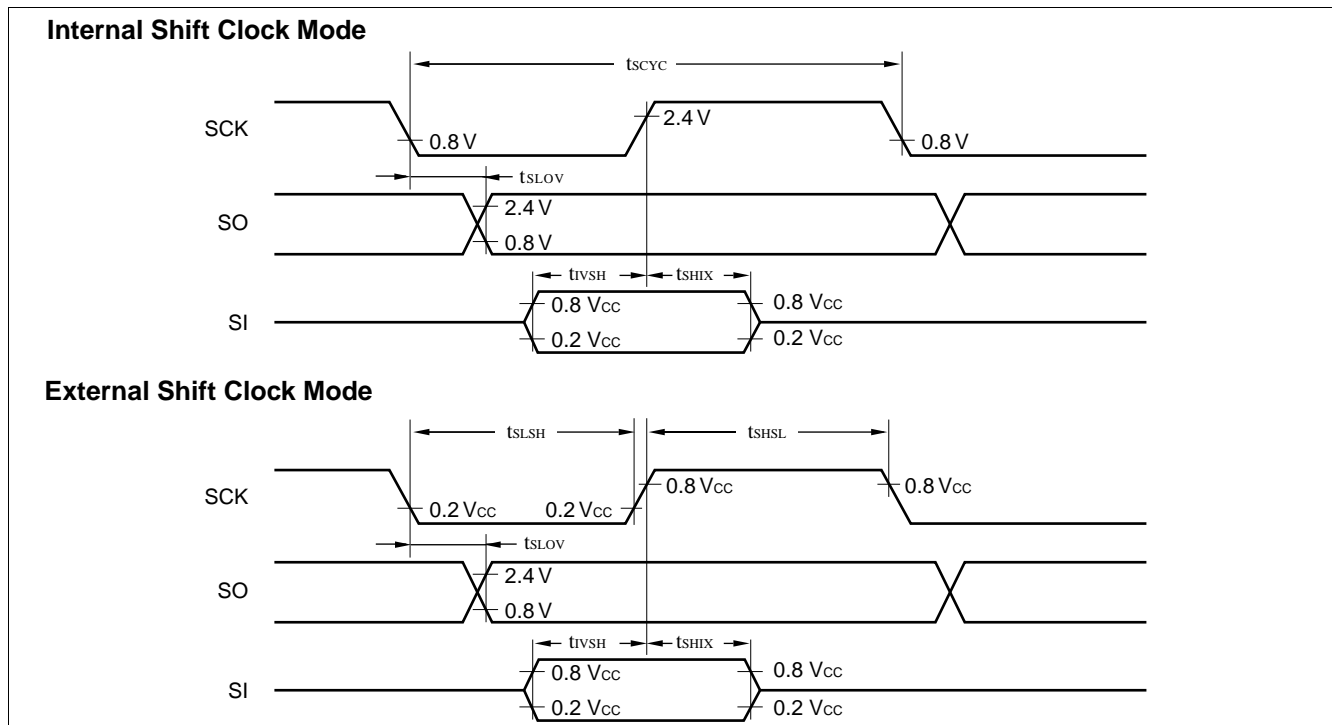 Internal Shift Clock Mode
tSCYC
SCK
0.8 V
2.4 V
0.8 V
tSLOV
SO
2.4 V
0.8 V
tIVSH
tSHIX
SI
0.8 VCC
0.8 VCC
0.2 VCC
0.2 VCC
External Shift Clock Mode
tSLSH
tSHSL
SCK
0.8 VCC
0.8 VCC
0.2 VCC
0.2 VCC
tSLOV
SO
2.4 V
0.8 V
tIVSH
tSHIX
SI
0.8 VCC
0.8 VCC
0.2 VCC
0.2 VCC